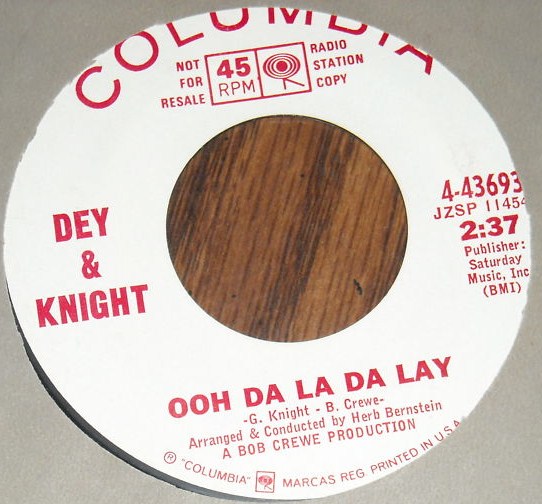 COLUMBIA
NOT
FOR
RESALE
45
RPM
RADIO
STATION
COPY
DEY
&
KNIGHT
4-43693
JZSP 11454
2:37
Publisher:
Saturday
Music, Inc
(BMI)
OOH DA LA DA LAY
-G. Knight - B. Crewe-
Arranged & Conducted by Herb Bernstein
A BOB CREWE PRODUCTION
® "COLUMBIA" MARCAS REG. PRINTED IN U.S.A.